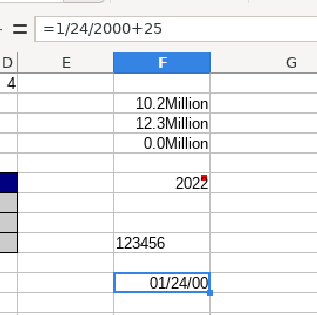 =1/24/2000+25
D E F G
4
10.2Million
12.3Million
0.0Million
2022
123456
01/24/00